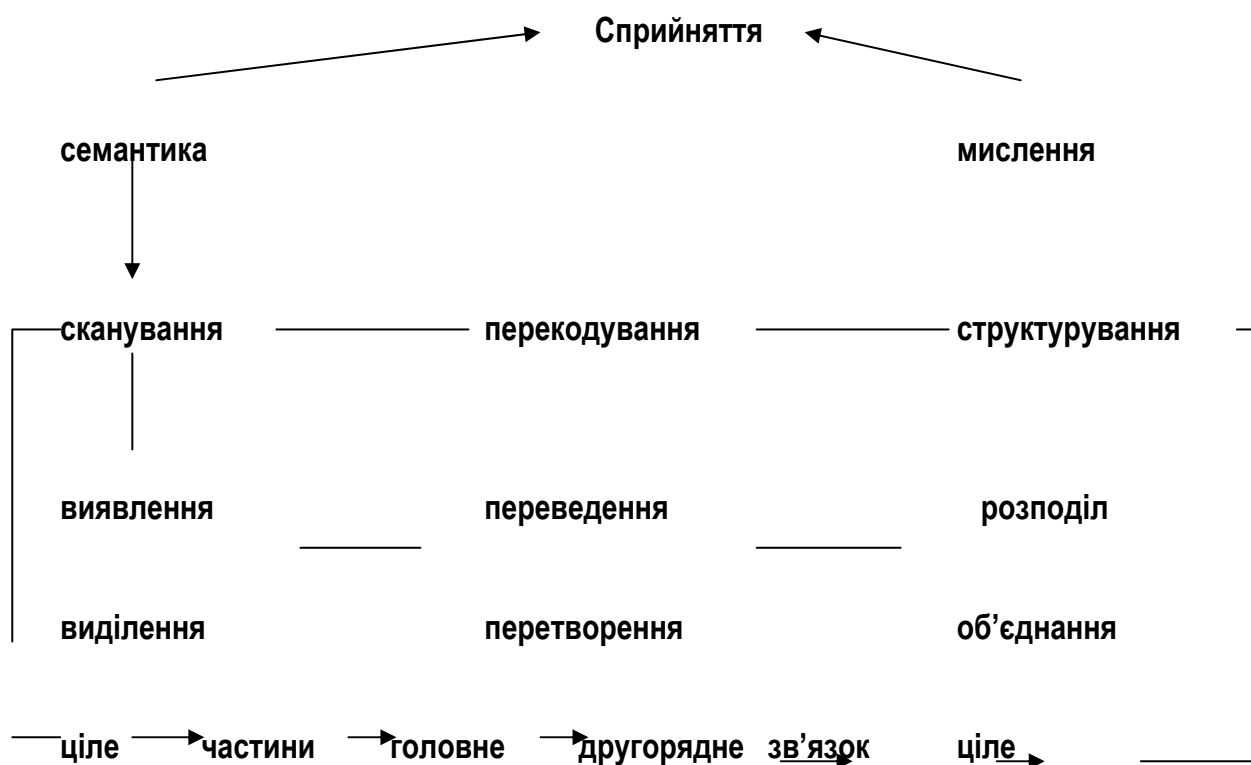 Сприйняття
семантика мислення
сканування перекодування структурування
виявлення переведення розподіл
виділення перетворення об’єднання
ціле частини головне другорядне зв’язок ціле